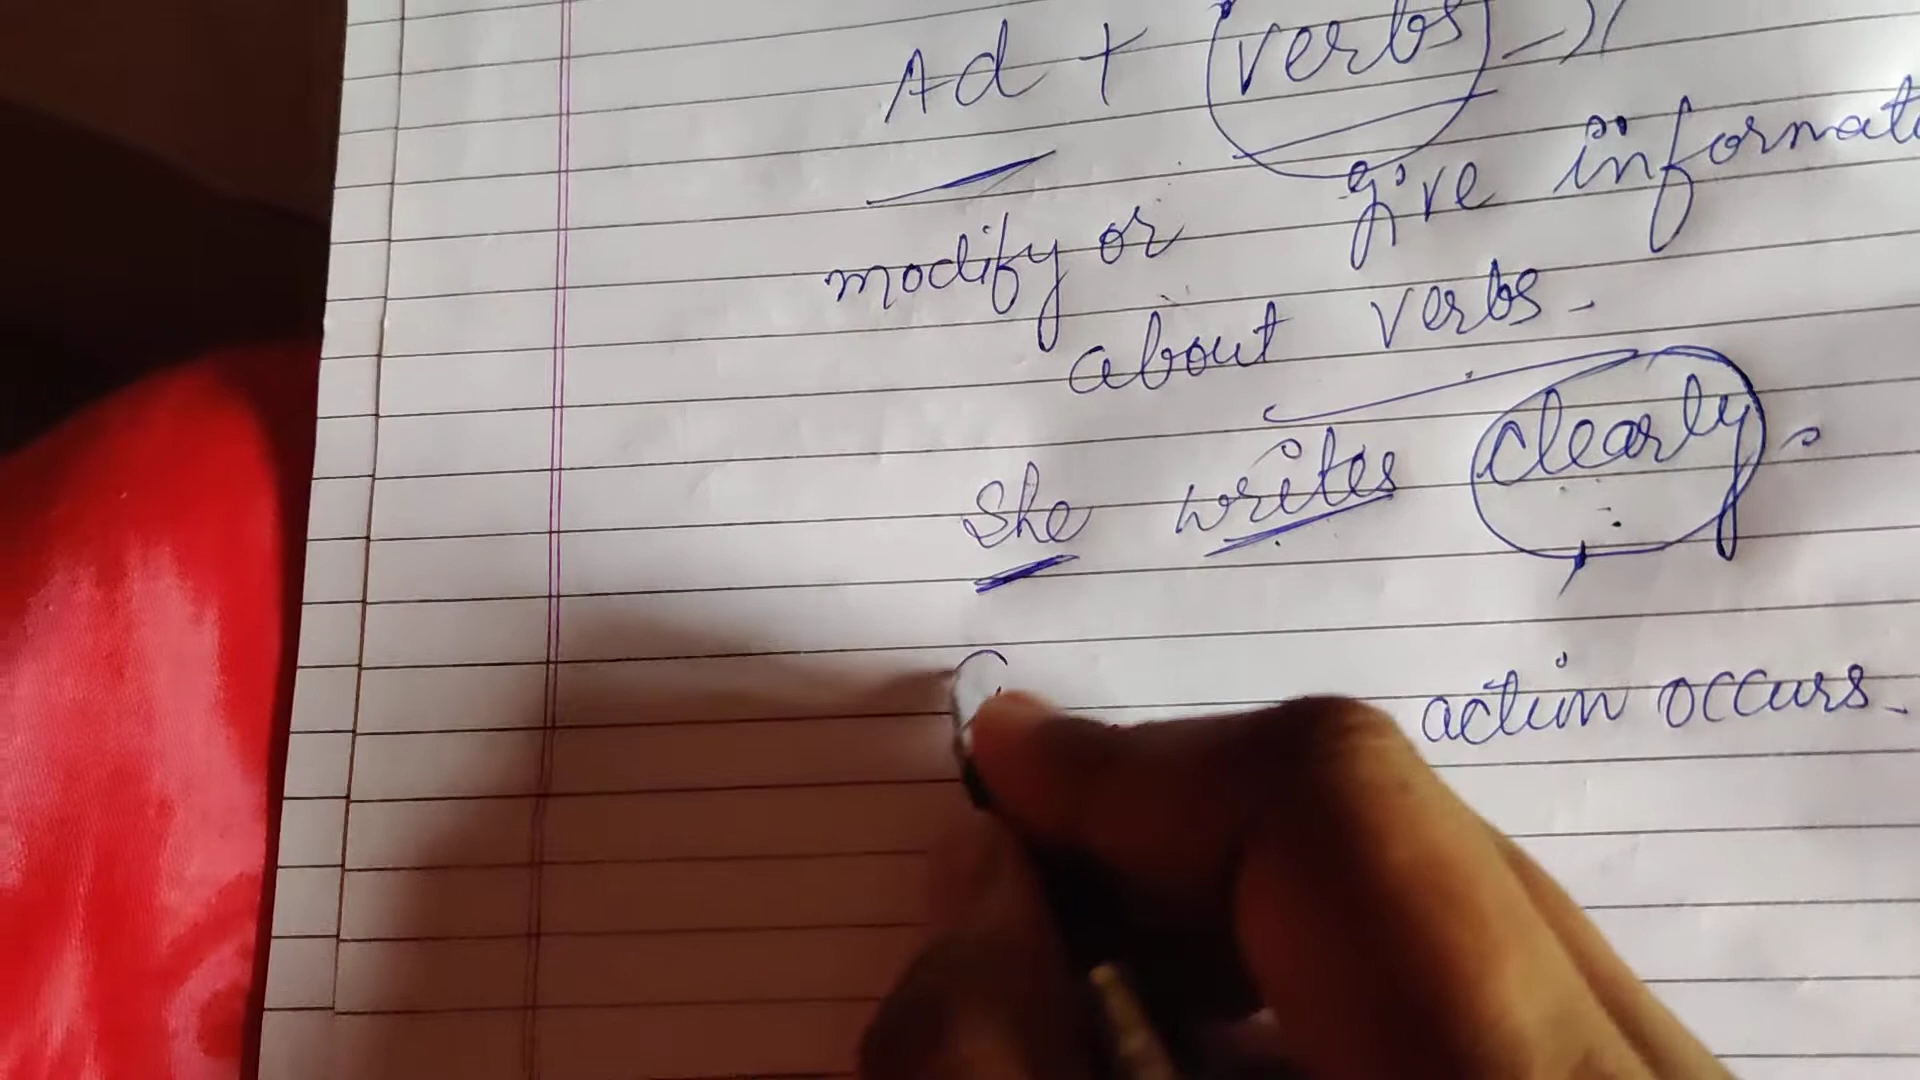 Ad + (verbs) →
modify or give informat
about verbs.
She writes clearly.
action occurs.